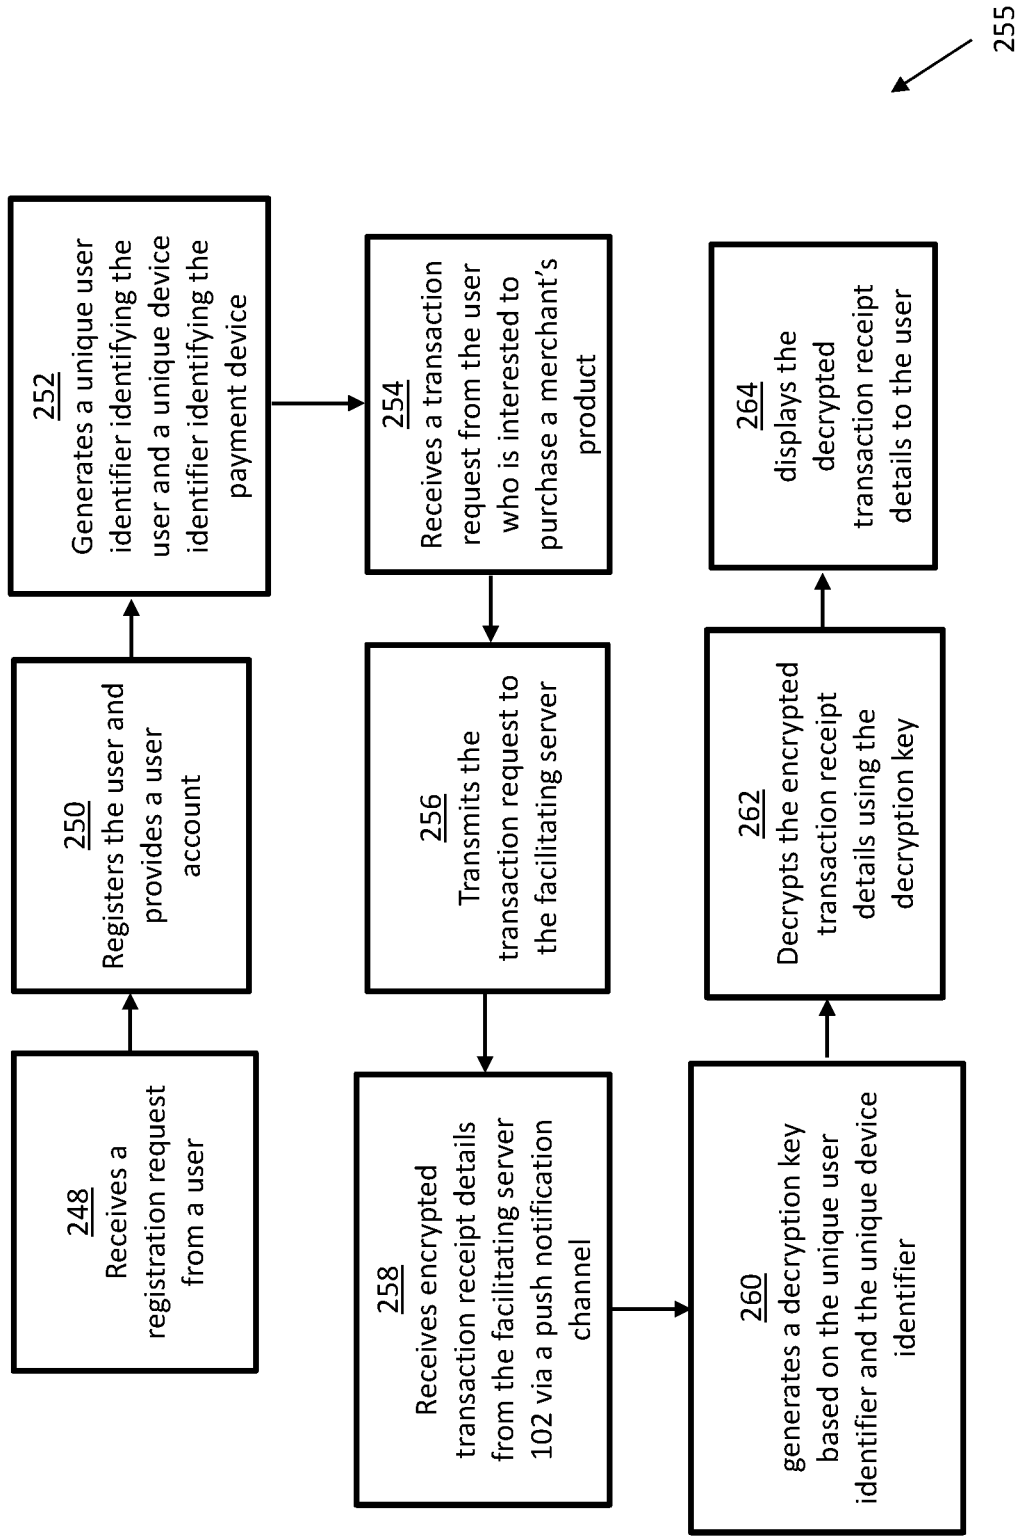 248
Receives a
registration request
from a user
250
Registers the user and
provides a user
account
252
Generates a unique user
identifier identifying the
user and a unique device
identifier identifying the
payment device
254
Receives a transaction
request from the user
who is interested to
purchase a merchant's
product
256
Transmits the
transaction request to
the facilitating server
258
Receives encrypted
transaction receipt details
from the facilitating server
102 via a push notification
channel
260
generates a decryption key
based on the unique user
identifier and the unique device
identifier
262
Decrypts the encrypted
transaction receipt
details using the
decryption key
264
displays the
decrypted
transaction receipt
details to the user
255